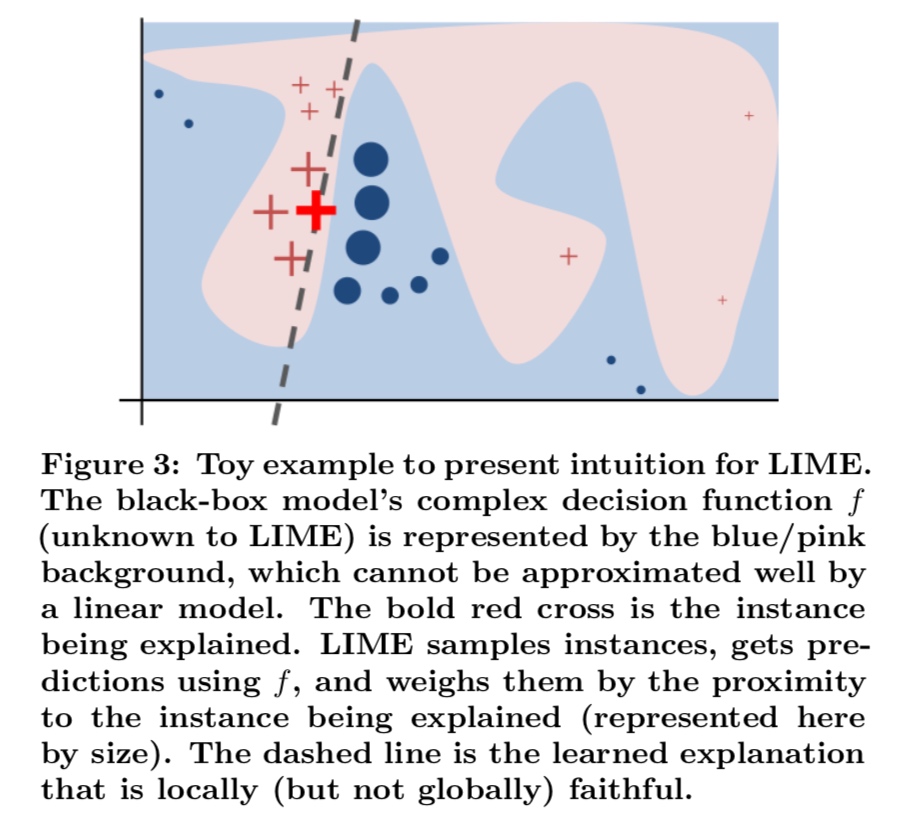 Figure 3: Toy example to present intuition for LIME.
The black-box model's complex decision function f
(unknown to LIME) is represented by the blue/pink
background, which cannot be approximated well by
a linear model. The bold red cross is the instance
being explained. LIME samples instances, gets pre-
dictions using f, and weighs them by the proximity
to the instance being explained (represented here
by size). The dashed line is the learned explanation
that is locally (but not globally) faithful.